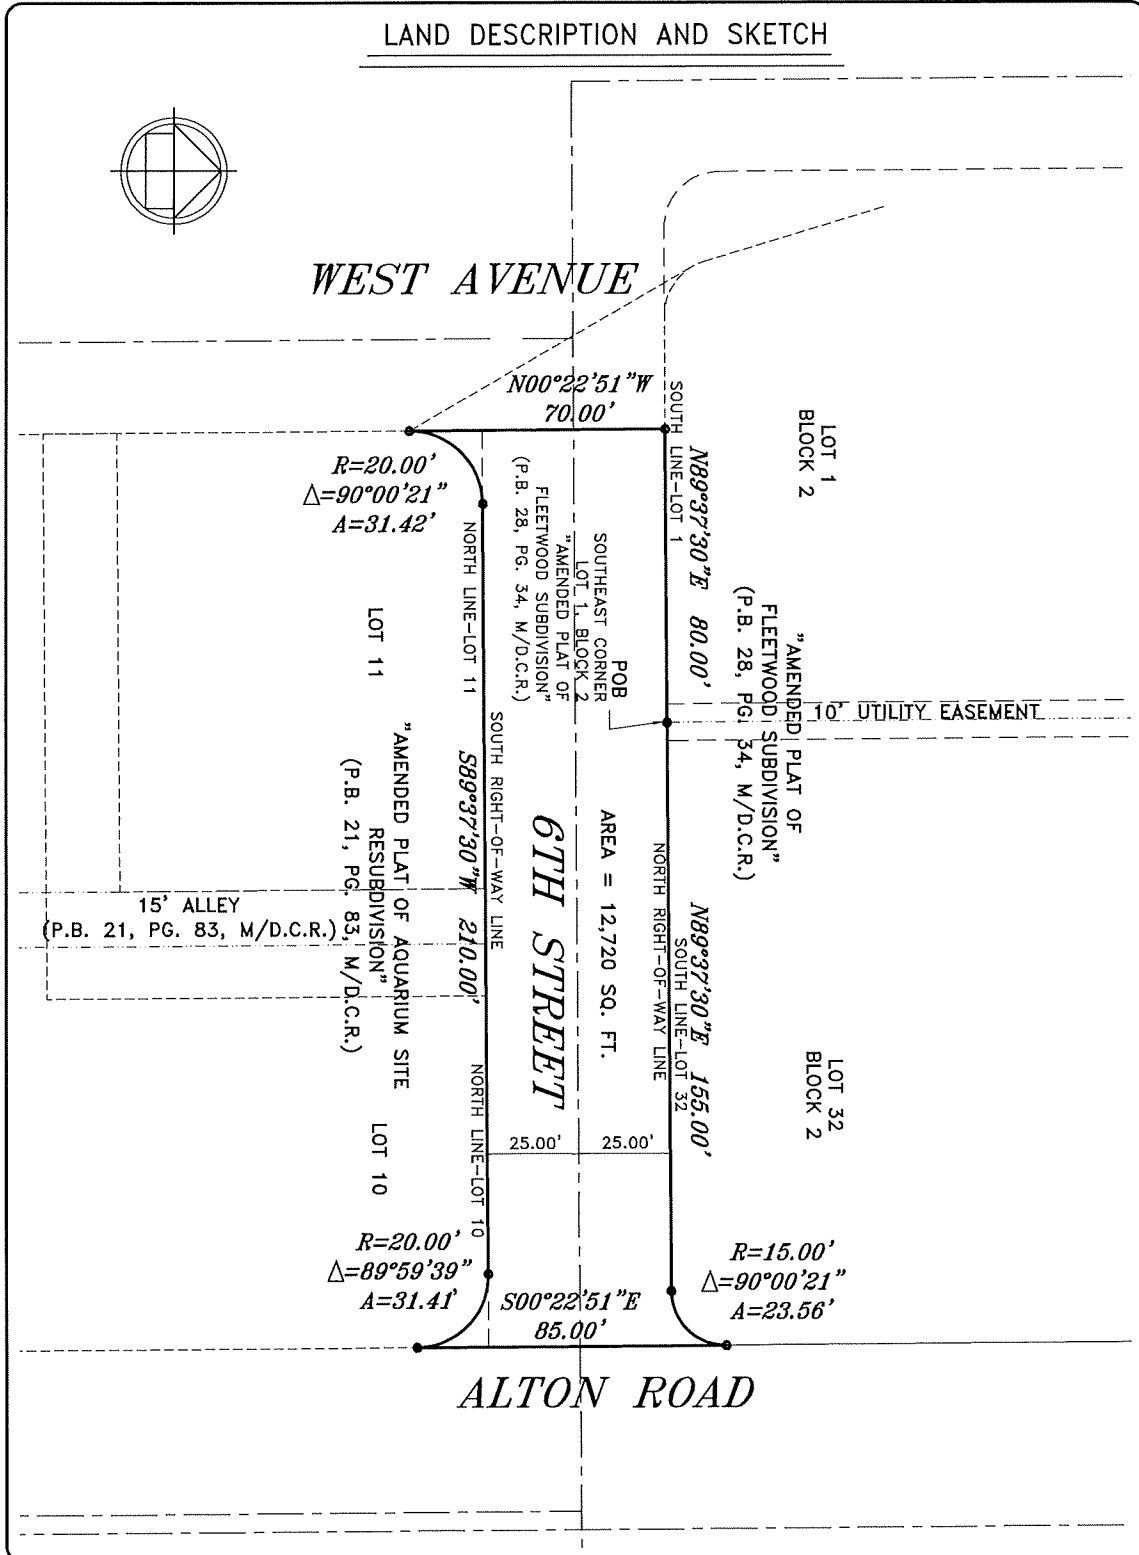 LAND DESCRIPTION AND SKETCH
WEST AVENUE
N00°22'51"W
70.00'
R=20.00'
Δ=90°00'21"
A=31.42'
SOUTH LINE-LOT 1
N89°37'30"E 80.00'
LOT 1
BLOCK 2
NORTH LINE-LOT 11
LOT 11
"AMENDED PLAT OF
FLEETWOOD SUBDIVISION"
(P.B. 28, PG. 34, M/D.C.R.)
SOUTHEAST CORNER
LOT 1, BLOCK 2
POB
"AMENDED PLAT OF
FLEETWOOD SUBDIVISION"
(P.B. 28, PG. 34, M/D.C.R.)
10' UTILITY EASEMENT
SOUTH RIGHT-OF-WAY LINE
S89°37'30"W 210.00'
"AMENDED PLAT OF AQUARIUM SITE
RESUBDIVISION"
(P.B. 21, PG. 83, M/D.C.R.)
15' ALLEY
(P.B. 21, PG. 83, M/D.C.R.)
6TH STREET
AREA = 12,720 SQ. FT.
NORTH RIGHT-OF-WAY LINE
N89°37'30"E 155.00'
SOUTH LINE-LOT 32
LOT 32
BLOCK 2
NORTH LINE-LOT 10
LOT 10
25.00'
25.00'
R=20.00'
Δ=89°59'39"
A=31.41'
S00°22'51"E
85.00'
R=15.00'
Δ=90°00'21"
A=23.56'
ALTON ROAD